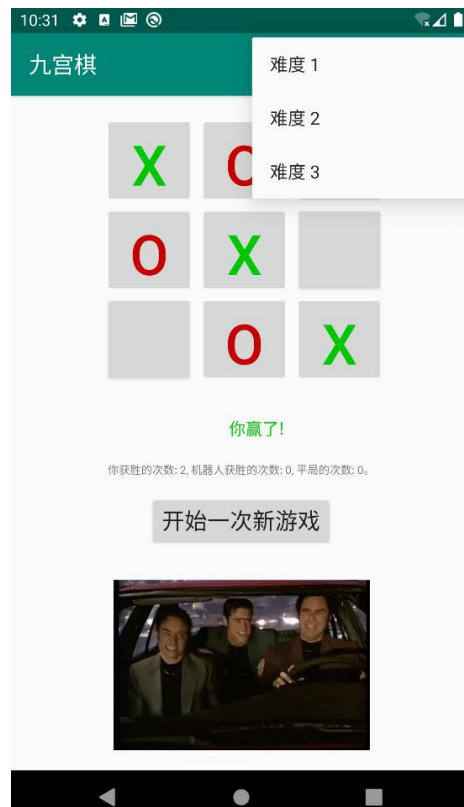 10:31
九宫棋
难度 1
难度 2
难度 3
X O
O X
O X
你赢了!
你获胜的次数: 2, 机器人获胜的次数: 0, 平局的次数: 0。
开始一次新游戏